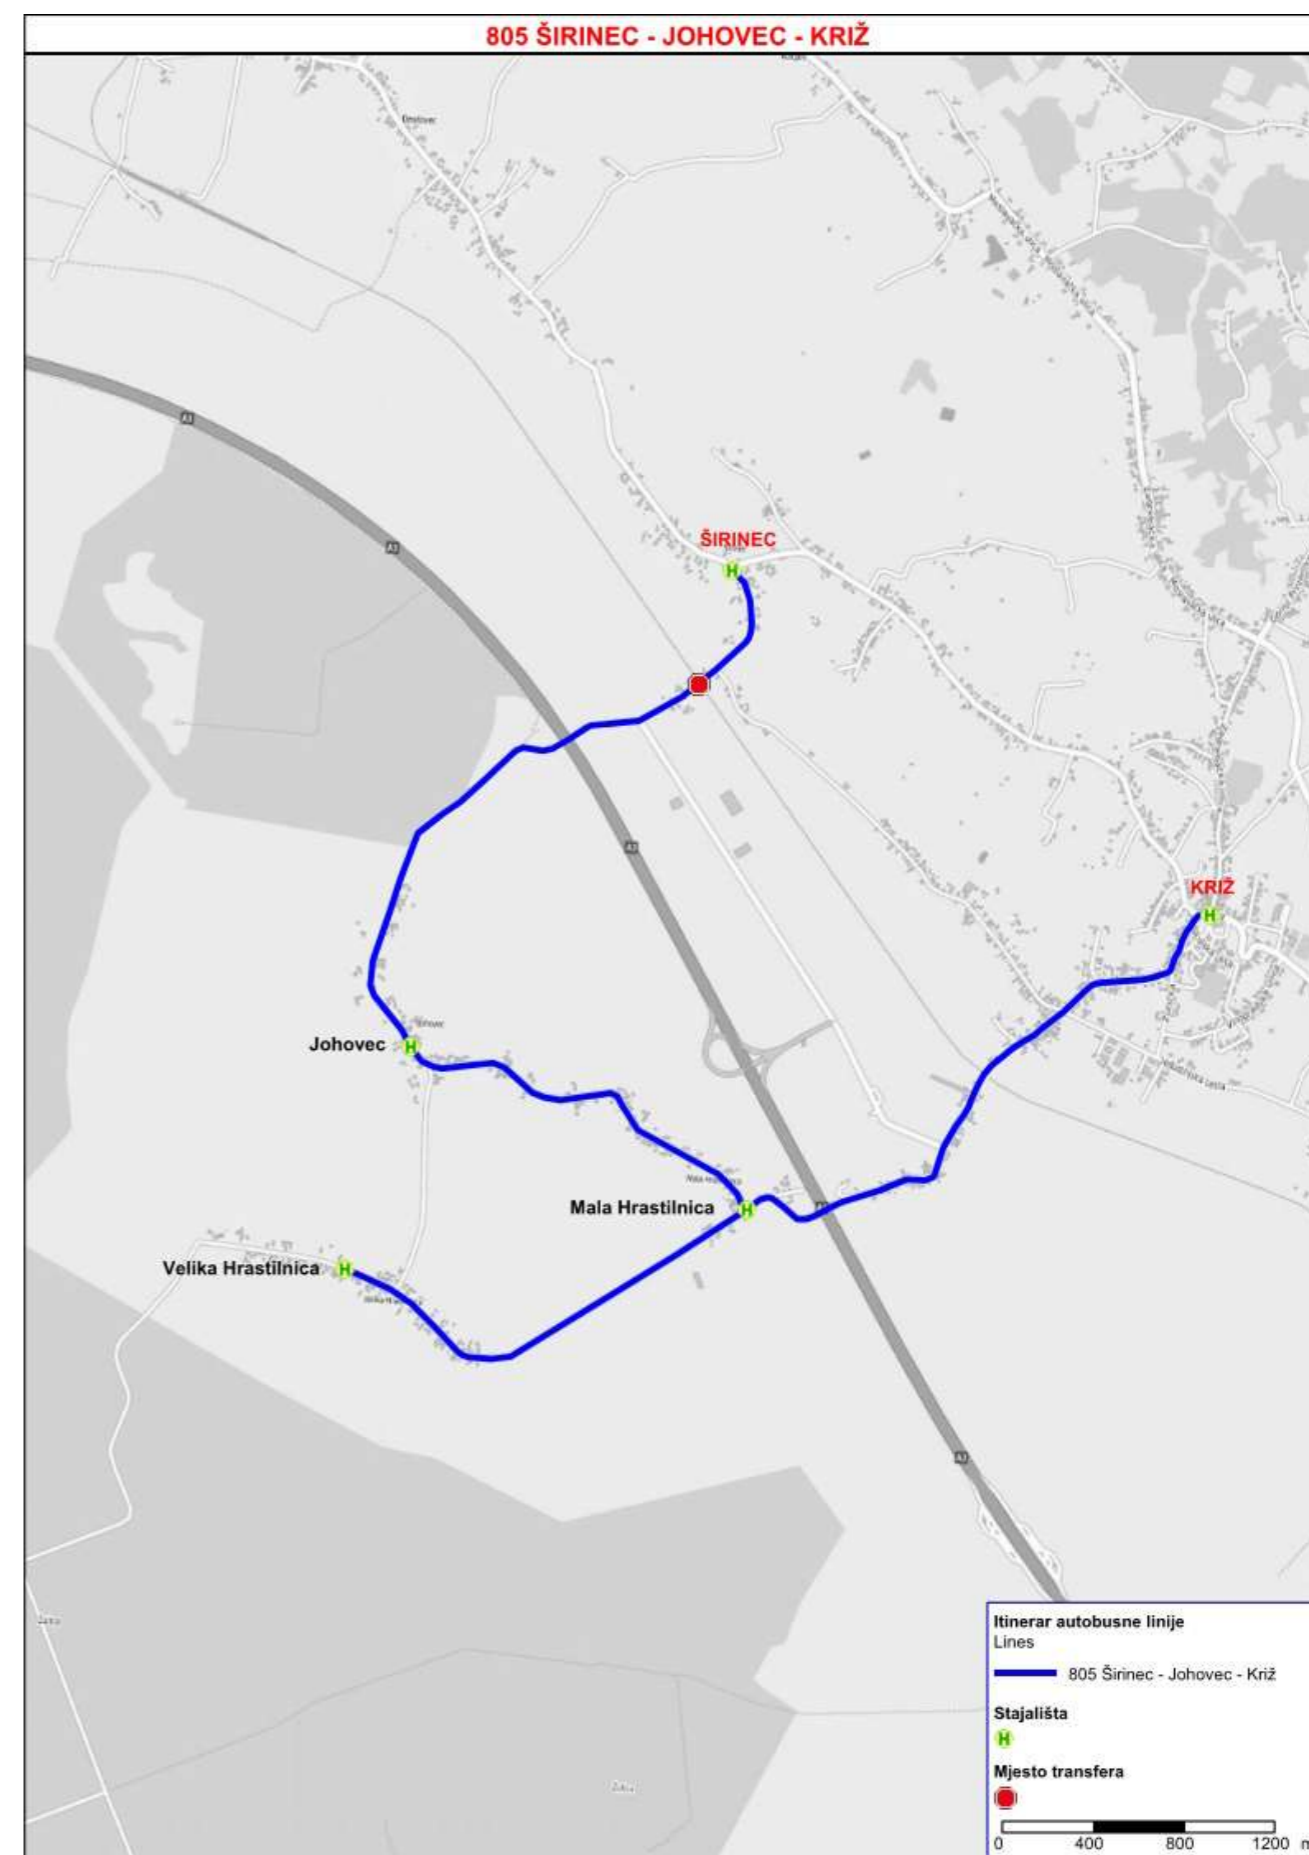 805 ŠIRINEC - JOHOVEC - KRIŽ
A3
A3
ŠIRINEC
A3
KRIŽ
Johovec
Johovec
Mala Hrastilnica
Velika Hrastilnica
A3
Itinerar autobusne linije
Lines
805 Širinec - Johovec - Križ
Stajališta
H
Mjesto transfera
0 400 800 1200 m